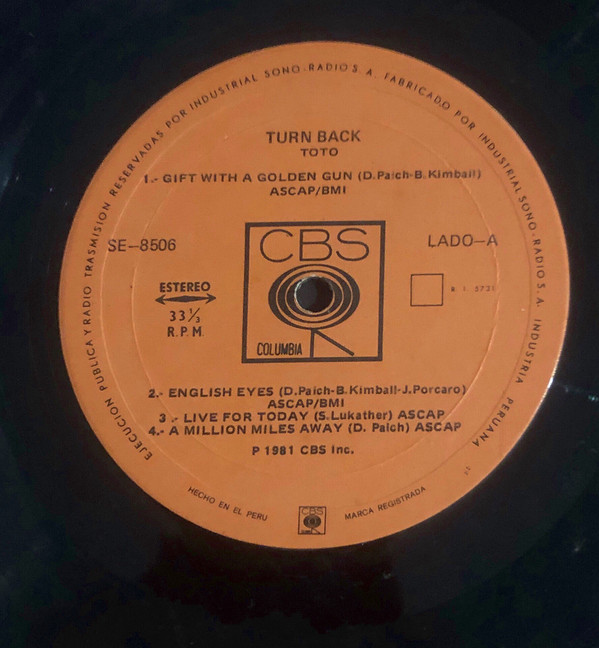 EJECUCION PUBLICA Y RADIO TRASMISION RESERVADAS POR INDUSTRIAL SONO-RADIO S. A. FABRICADO POR INDUSTRIAL SONO-RADIO S. A. INDUSTRIA PERUANA
TURN BACK
TOTO
1.- GIFT WITH A GOLDEN GUN (D. Paich-B. Kimball)
ASCAP/BMI
SE-8506
CBS
LADO-A
ESTEREO
33 1/3
R.P.M.
COLUMBIA
2.- ENGLISH EYES (D. Paich-B. Kimball-J. Porcaro)
ASCAP/BMI
3.- LIVE FOR TODAY (S. Lukather) ASCAP
4.- A MILLION MILES AWAY (D. Paich) ASCAP
P 1981 CBS Inc.
HECHO EN EL PERU
CBS
MARCA REGISTRADA